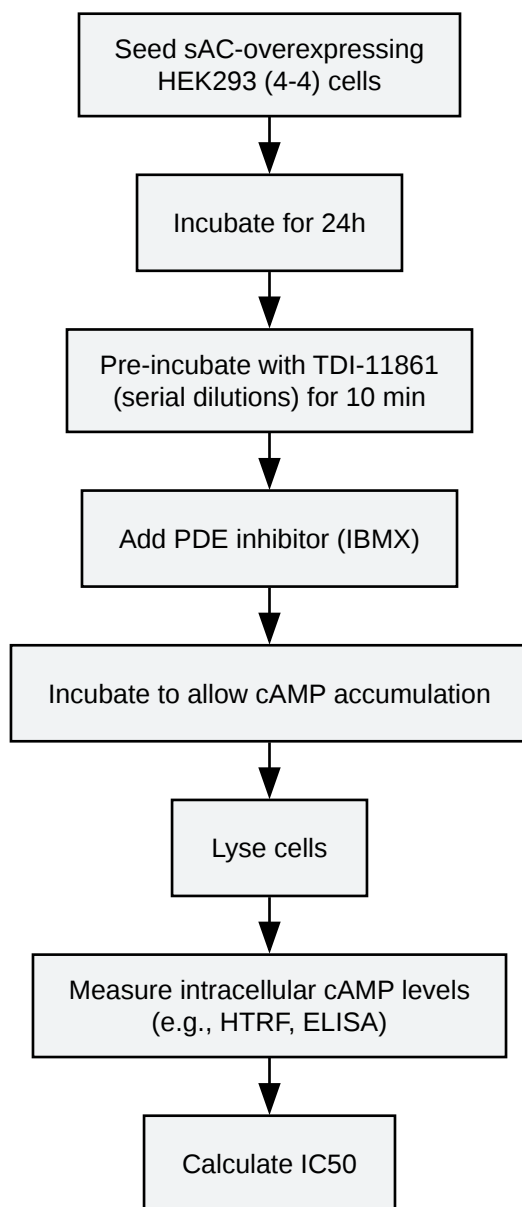 Seed sAC-overexpressing
HEK293 (4-4) cells
Incubate for 24h
Pre-incubate with TDI-11861
(serial dilutions) for 10 min
Add PDE inhibitor (IBMX)
Incubate to allow cAMP accumulation
Lyse cells
Measure intracellular cAMP levels
(e.g., HTRF, ELISA)
Calculate IC50